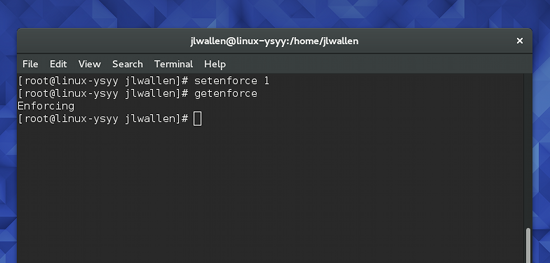 jlwallen@linux-ysyy:/home/jlwallen ×
File Edit View Search Terminal Help
[root@linux-ysyy jlwallen]# setenforce 1
[root@linux-ysyy jlwallen]# getenforce
Enforcing
[root@linux-ysyy jlwallen]#